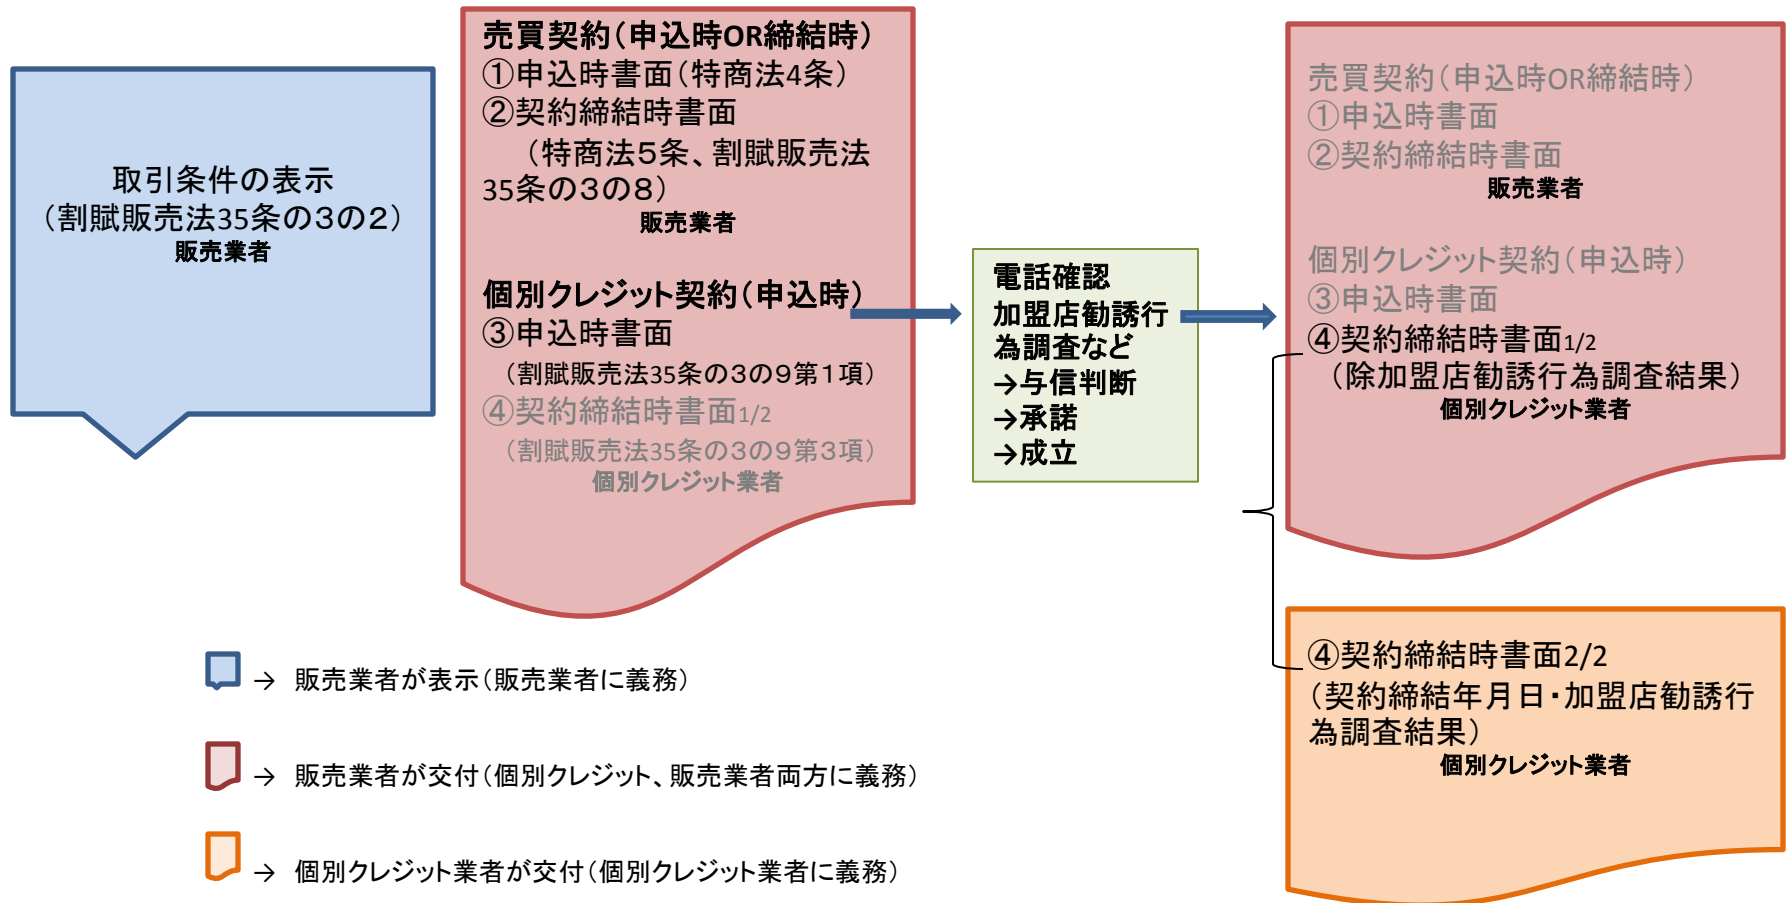 取引条件の表示
（割賦販売法35条の３の２）
販売業者
売買契約（申込時OR締結時）
①申込時書面（特商法4条）
②契約締結時書面
（特商法５条、割賦販売法
35条の３の８）
販売業者
個別クレジット契約（申込時）
③申込時書面
（割賦販売法35条の３の９第１項）
④契約締結時書面1/2
（割賦販売法35条の３の９第３項）
個別クレジット業者
電話確認
加盟店勧誘行
為調査など
→与信判断
→承諾
→成立
売買契約（申込時OR締結時）
①申込時書面
②契約締結時書面
販売業者
個別クレジット契約（申込時）
③申込時書面
④契約締結時書面1/2
（除加盟店勧誘行為調査結果）
個別クレジット業者
④契約締結時書面2/2
（契約締結年月日・加盟店勧誘行
為調査結果）
個別クレジット業者
→ 販売業者が表示（販売業者に義務）
→ 販売業者が交付（個別クレジット、販売業者両方に義務）
→ 個別クレジット業者が交付（個別クレジット業者に義務）